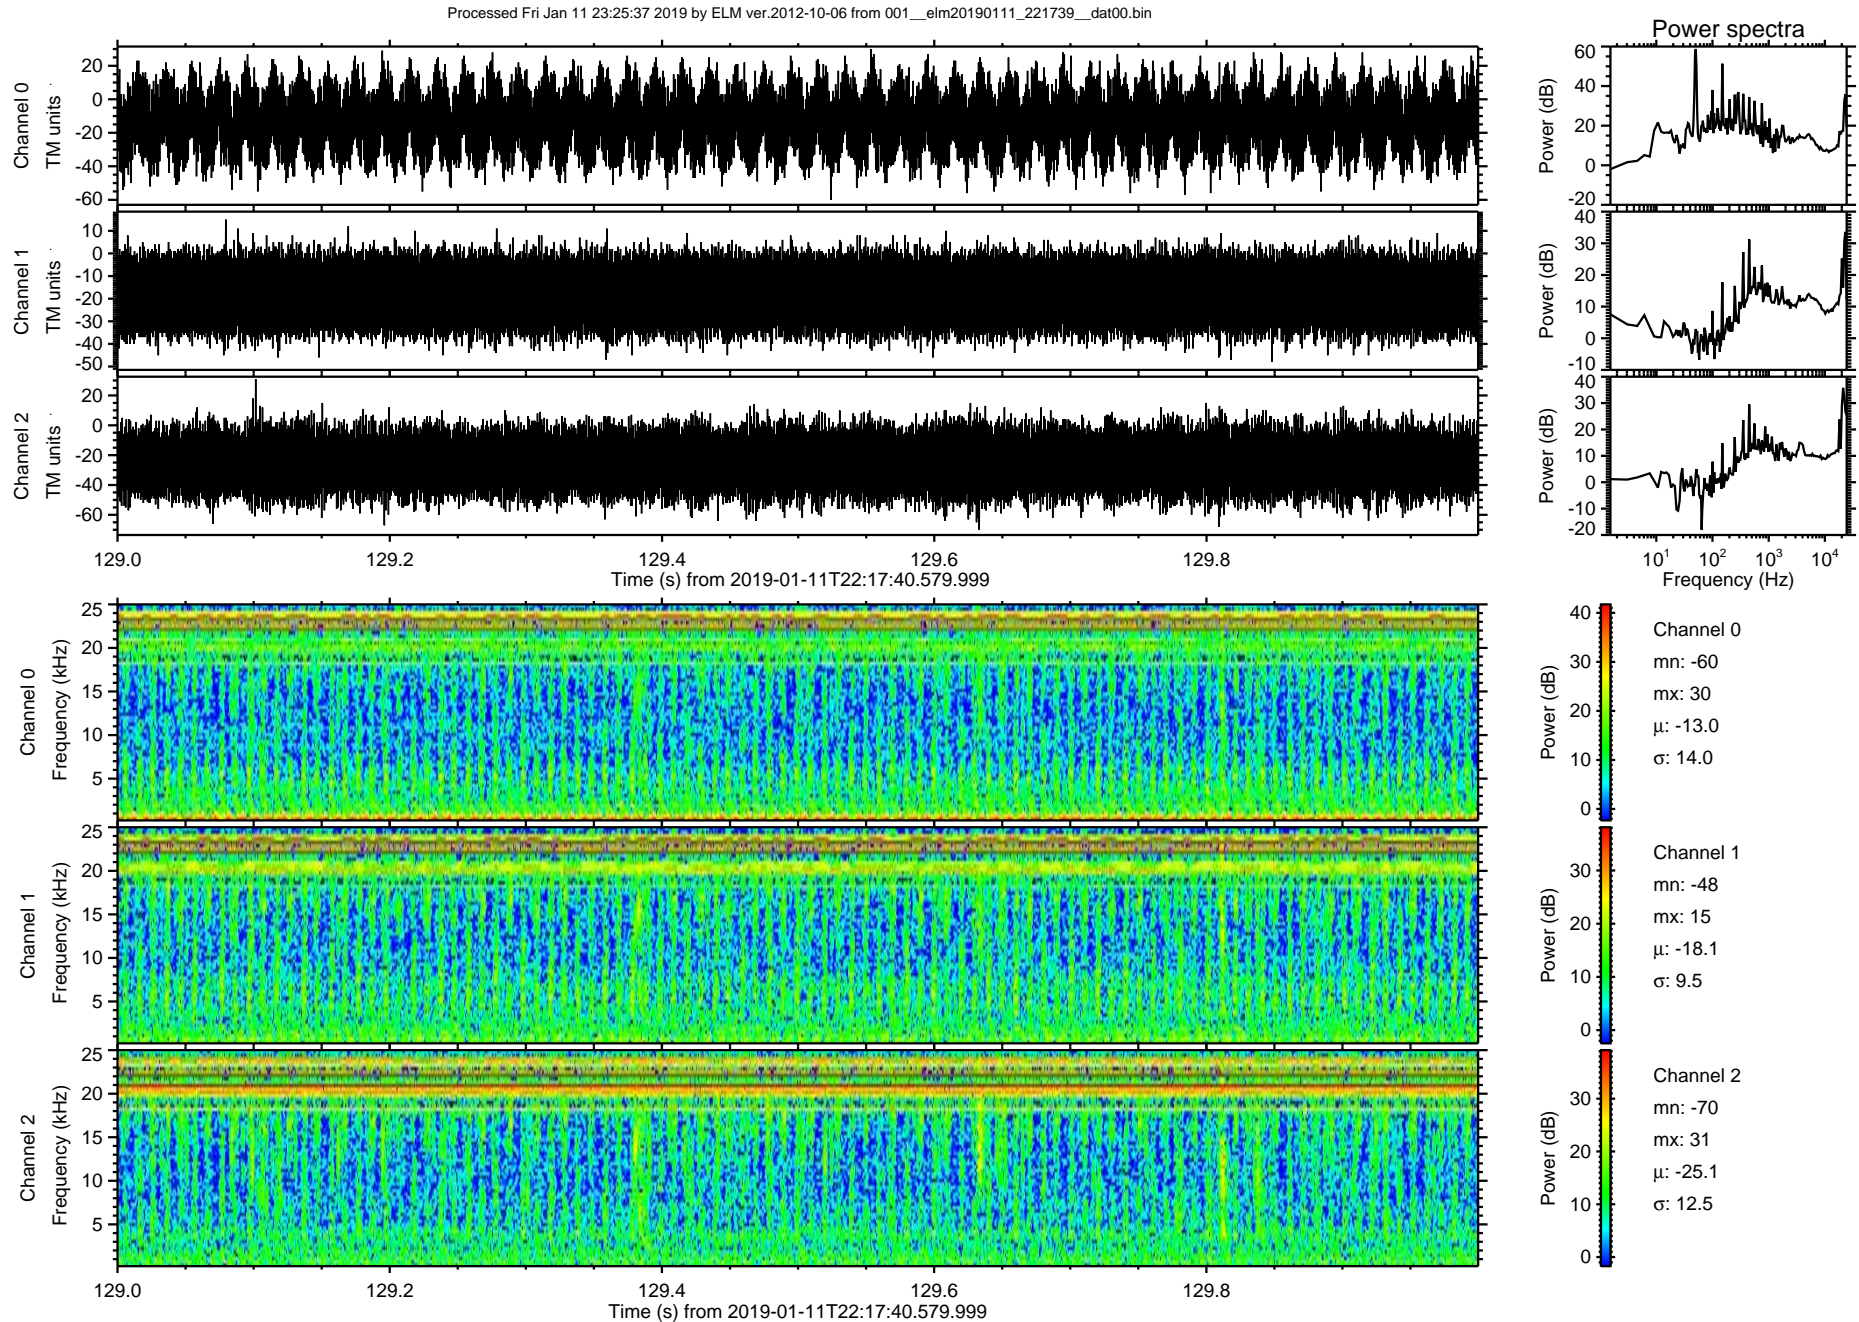 Processed Fri Jan 11 23:25:37 2019 by ELM ver.2012-10-06 from 001__elm20190111_221739__dat00.bin
Power spectra
Channel 0
TM units
20
0
-20
-40
-60
Power (dB)
60
40
20
0
-20
Channel 1
TM units
10
0
-10
-20
-30
-40
-50
Power (dB)
40
30
20
10
0
-10
Channel 2
TM units
20
0
-20
-40
-60
Power (dB)
40
30
20
10
0
-10
-20
129.0 129.2 129.4 129.6 129.8
Time (s) from 2019-01-11T22:17:40.579.999
10^1 10^2 10^3 10^4
Frequency (Hz)
Channel 0
Frequency (kHz)
25
20
15
10
5
Power (dB)
40
30
20
10
0
Channel 0
mn: -60
mx: 30
μ: -13.0
σ: 14.0
Channel 1
Frequency (kHz)
25
20
15
10
5
Power (dB)
30
20
10
0
Channel 1
mn: -48
mx: 15
μ: -18.1
σ: 9.5
Channel 2
Frequency (kHz)
25
20
15
10
5
Power (dB)
30
20
10
0
Channel 2
mn: -70
mx: 31
μ: -25.1
σ: 12.5
129.0 129.2 129.4 129.6 129.8
Time (s) from 2019-01-11T22:17:40.579.999